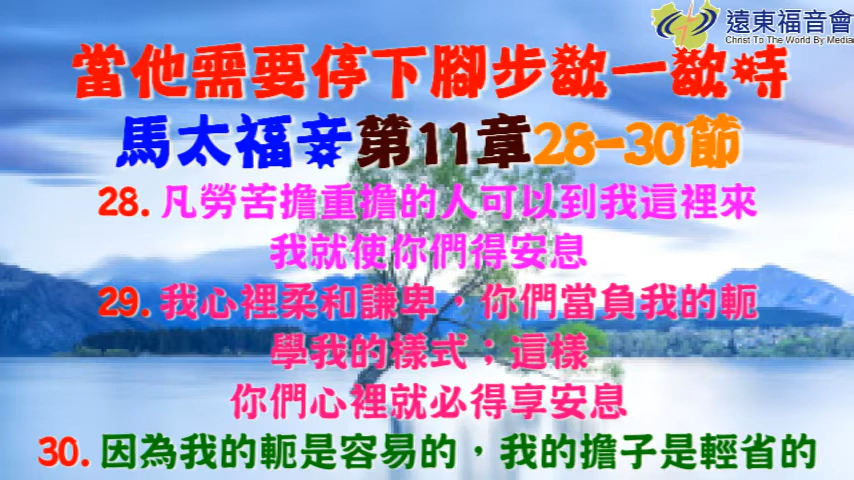 遠東福音會
Christ To The World By Media
當他需要停下腳步歇一歇時
馬太福音第11章28-30節
28. 凡勞苦擔重擔的人可以到我這裡來
我就使你們得安息
29. 我心裡柔和謙卑，你們當負我的軛
學我的樣式；這樣
你們心裡就必得享安息
30. 因為我的軛是容易的，我的擔子是輕省的